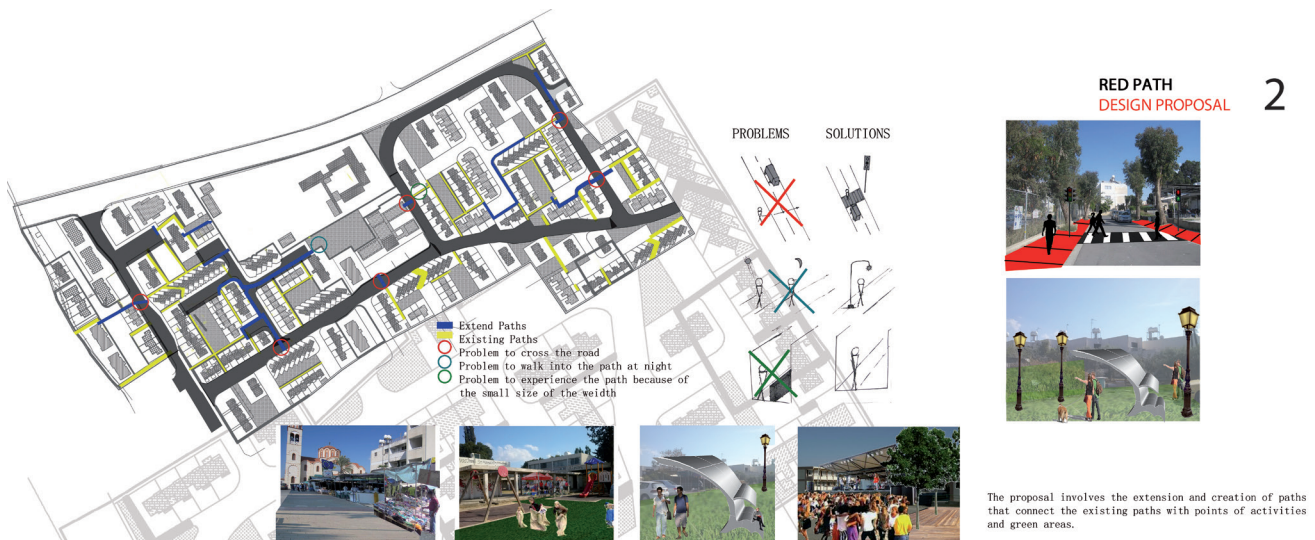 RED PATH
DESIGN PROPOSAL
2
PROBLEMS
SOLUTIONS
Extend Paths
Existing Paths
Problem to cross the road
Problem to walk into the path at night
Problem to experience the path because of
the small size of the weidth
The proposal involves the extension and creation of paths
that connect the existing paths with points of activities
and green areas.